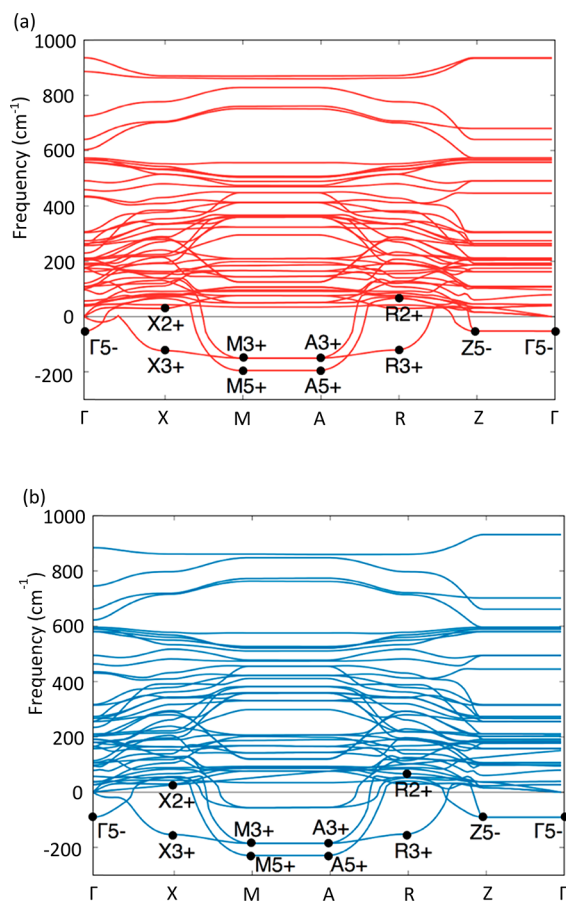 (a)
1000
800
600
400
200
0
-200
Frequency (cm-1)
Γ5-
X2+
X3+
M3+
M5+
A3+
A5+
R2+
R3+
Z5-
Γ5-
Γ X M A R Z Γ
(b)
1000
800
600
400
200
0
-200
Frequency (cm-1)
Γ5-
X2+
X3+
M3+
M5+
A3+
A5+
R2+
R3+
Z5-
Γ5-
Γ X M A R Z Γ